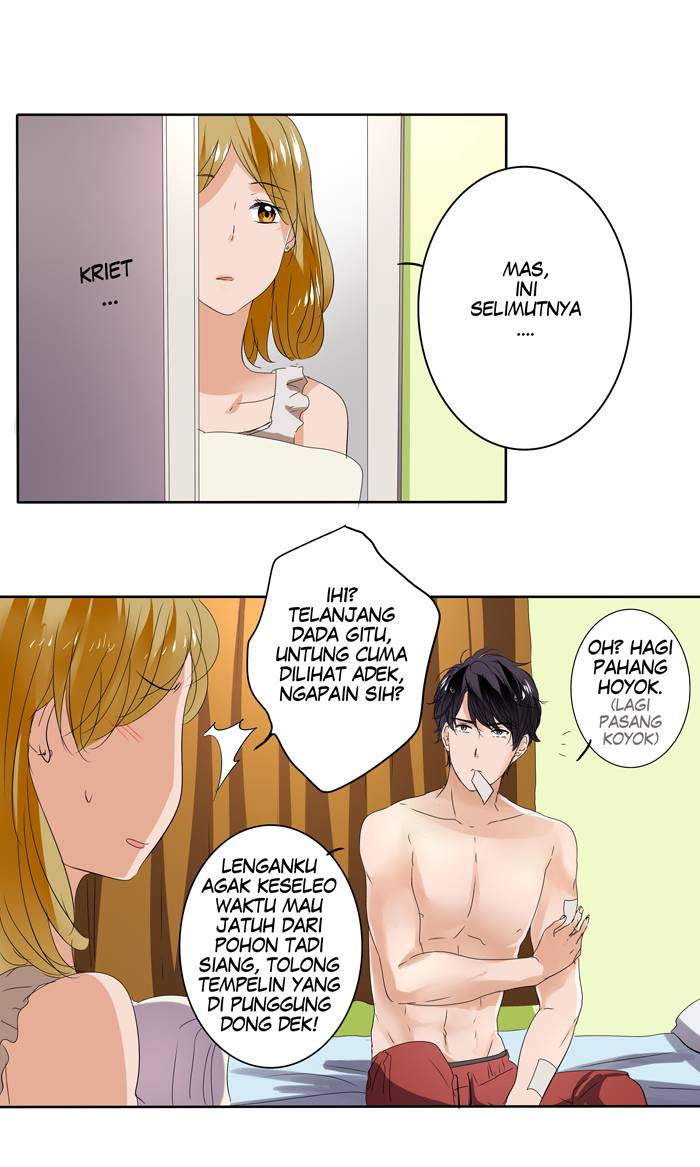 KRIET
...
MAS,
INI
SELIMUTNYA
....
IH!?
TELANJANG
DADA GITU,
UNTUNG CUMA
DILIHAT ADEK,
NGAPAIN SIH?
OH? HAGI
PAHANG
HOYOK.
(LAGI
PASANG
KOYOK)
LENGANKU
AGAK KESELEO
WAKTU MAU
JATUH DARI
POHON TADI
SIANG, TOLONG
TEMPELIN YANG
DI PUNGGUNG
DONG DEK!